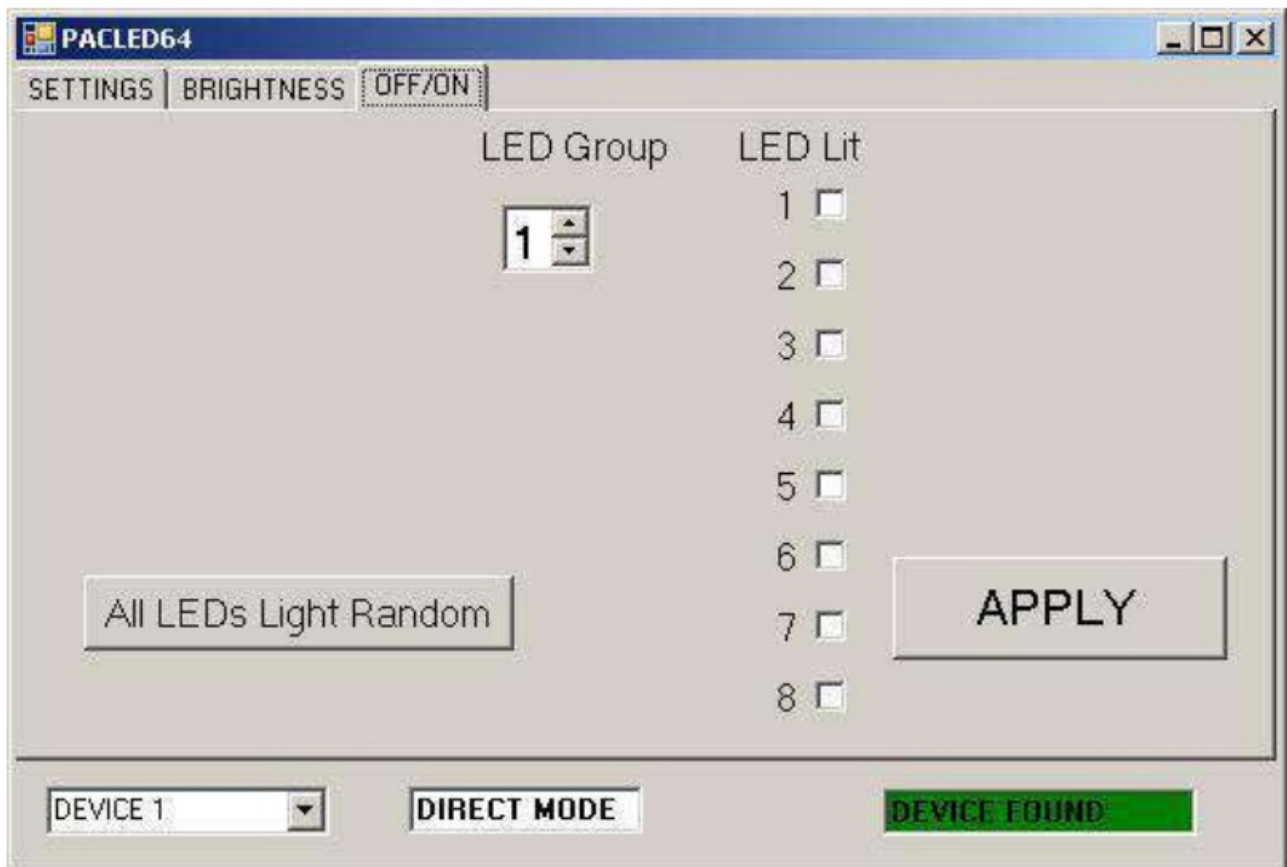 PACLED64
SETTINGS BRIGHTNESS OFF/ON
LED Group LED Lit
1
1
2
3
4
5
6
7
8
All LEDs Light Random
APPLY
DEVICE 1 DIRECT MODE DEVICE FOUND